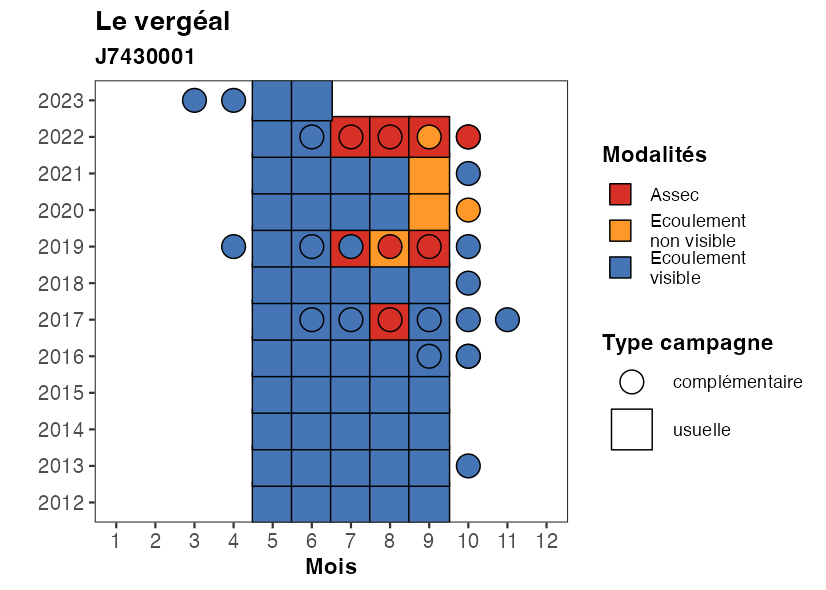 Le vergéal
J7430001
2023
2022
2021
2020
2019
2018
2017
2016
2015
2014
2013
2012
1 2 3 4 5 6 7 8 9 10 11 12
Mois
Modalités
Assec
Ecoulement
non visible
Ecoulement
visible
Type campagne
complémentaire
usuelle